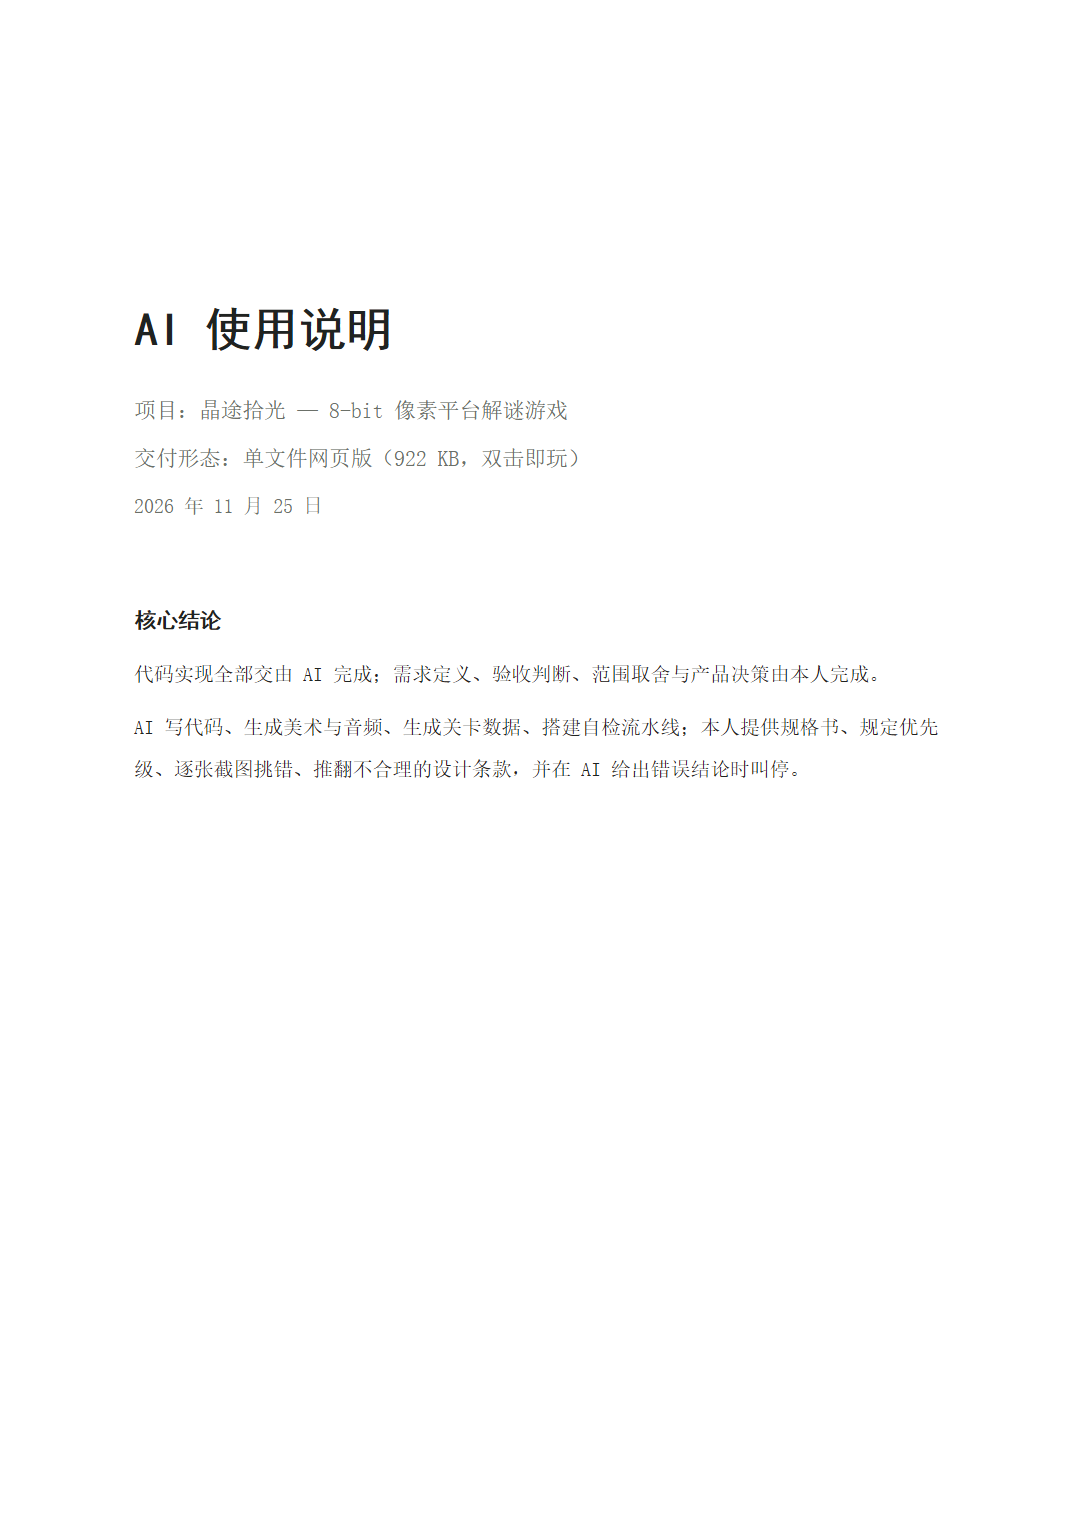 AI 使用说明
项目：晶途拾光 — 8-bit 像素平台解谜游戏
交付形态：单文件网页版（922 KB，双击即玩）
2026 年 11 月 25 日
核心结论
代码实现全部交由 AI 完成；需求定义、验收判断、范围取舍与产品决策由本人完成。
AI 写代码、生成美术与音频、生成关卡数据、搭建自检流水线；本人提供规格书、规定优先
级、逐张截图挑错、推翻不合理的设计条款，并在 AI 给出错误结论时叫停。